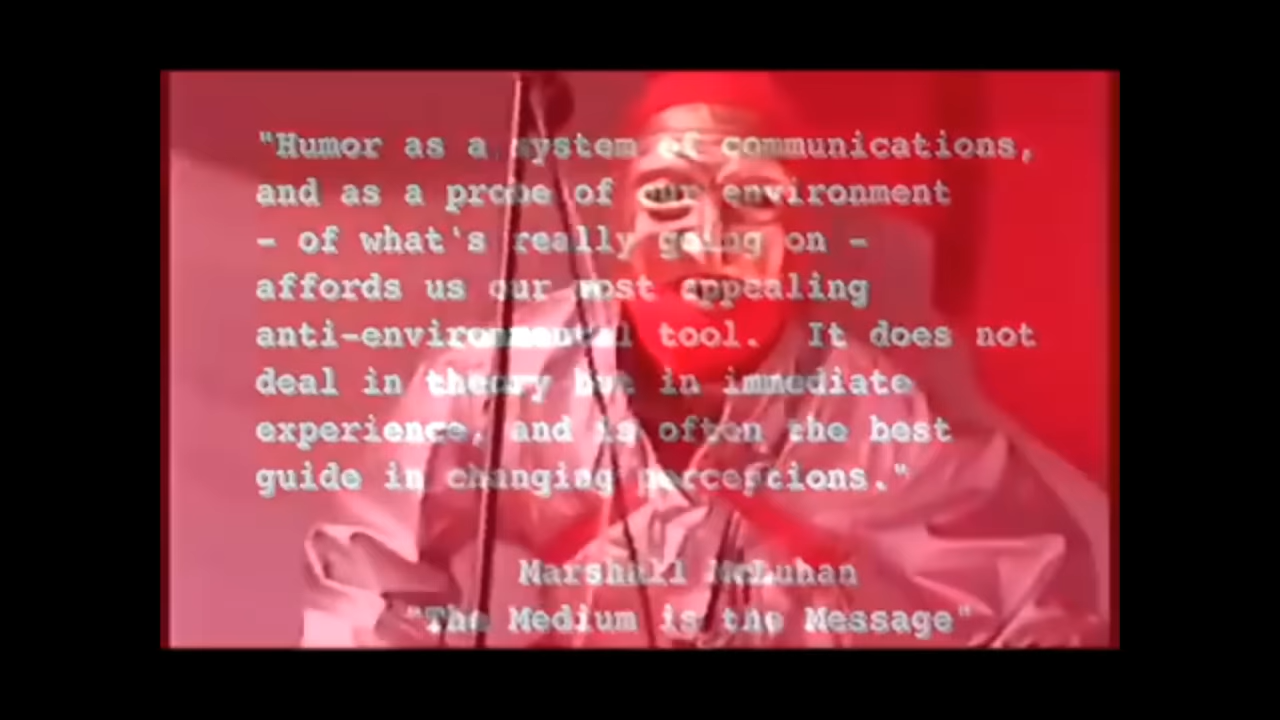 "Humor as a system of communications,
and as a probe of our environment
- of what's really going on -
affords us our most appealing
anti-environmental tool.  It does not
deal in theory but in immediate
experience, and is often the best
guide in changing perceptions."
Marshall McLuhan
"The Medium is the Message"